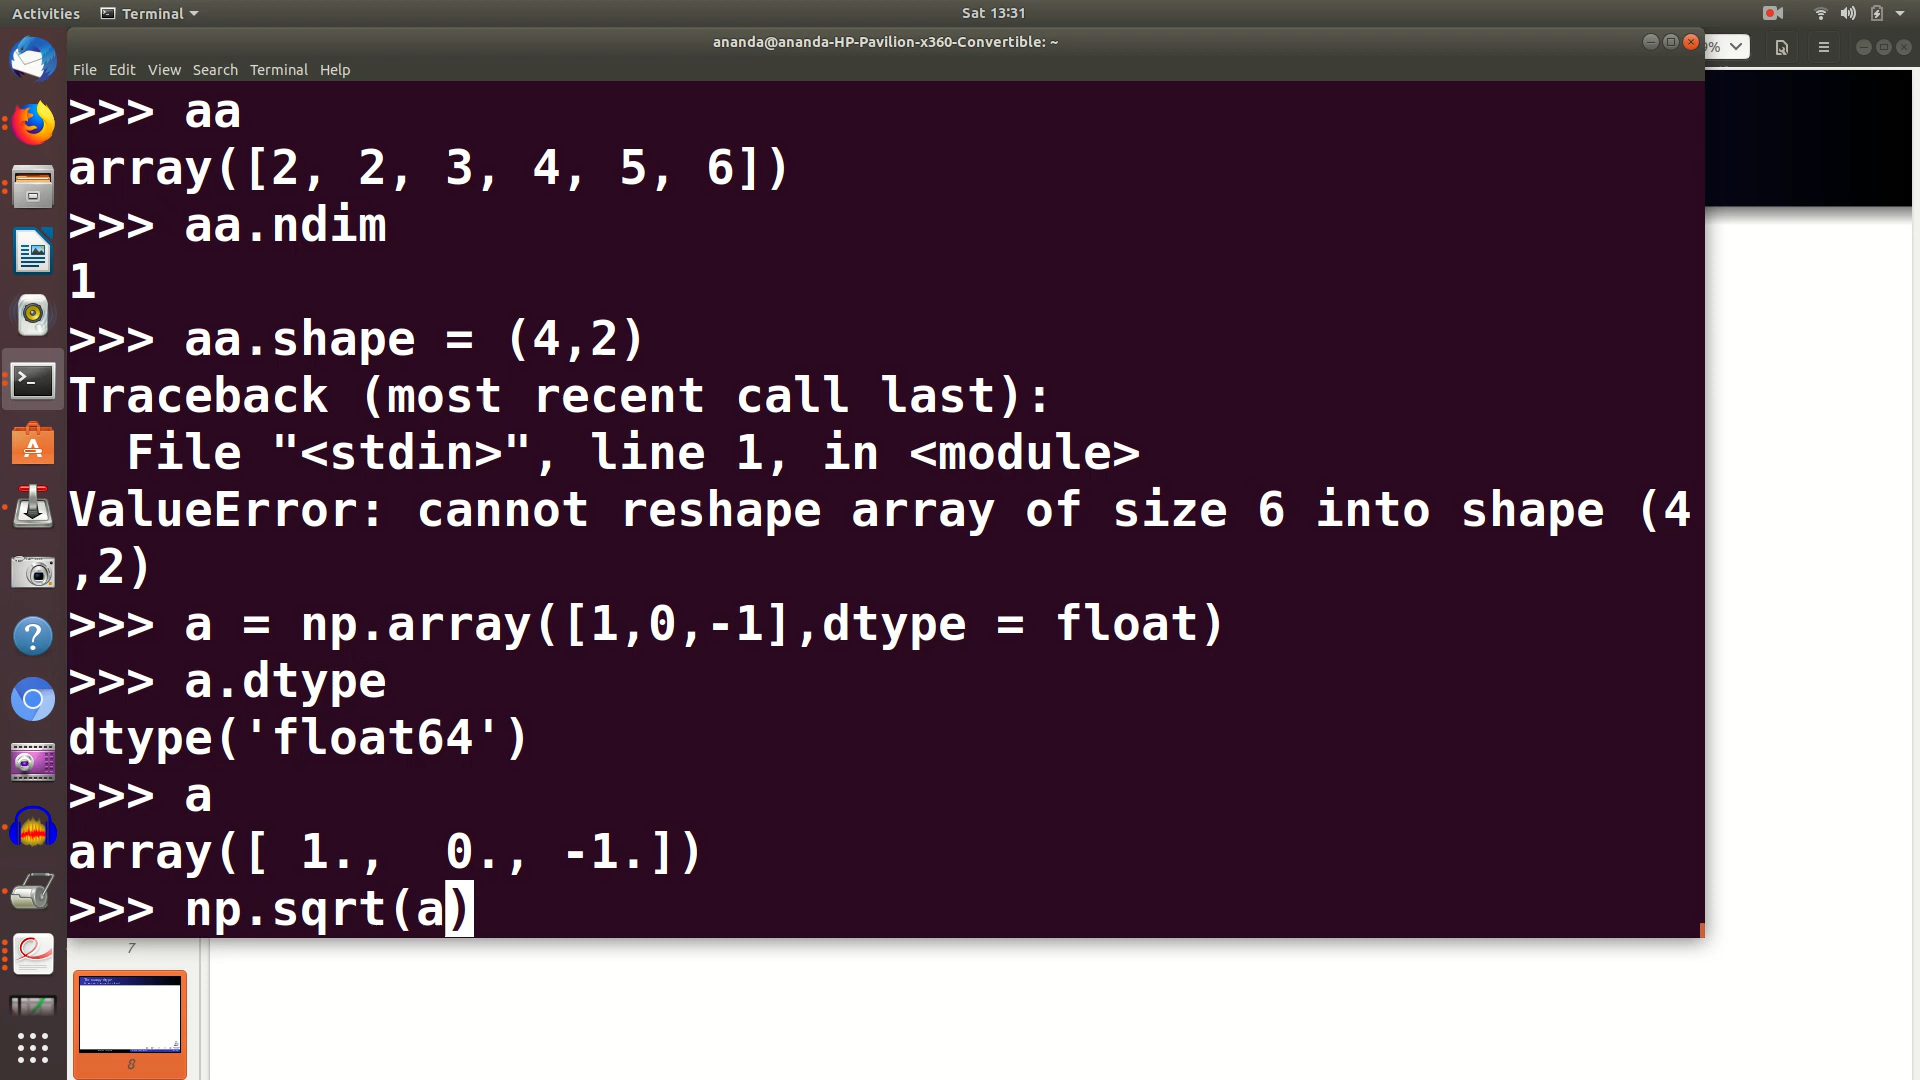 Activities Terminal Sat 13:31
ananda@ananda-HP-Pavilion-x360-Convertible: ~
File Edit View Search Terminal Help
>>> aa
array([2, 2, 3, 4, 5, 6])
>>> aa.ndim
1
>>> aa.shape = (4,2)
Traceback (most recent call last):
  File "<stdin>", line 1, in <module>
ValueError: cannot reshape array of size 6 into shape (4
,2)
>>> a = np.array([1,0,-1],dtype = float)
>>> a.dtype
dtype('float64')
>>> a
array([ 1.,  0., -1.])
>>> np.sqrt(a)
7
8